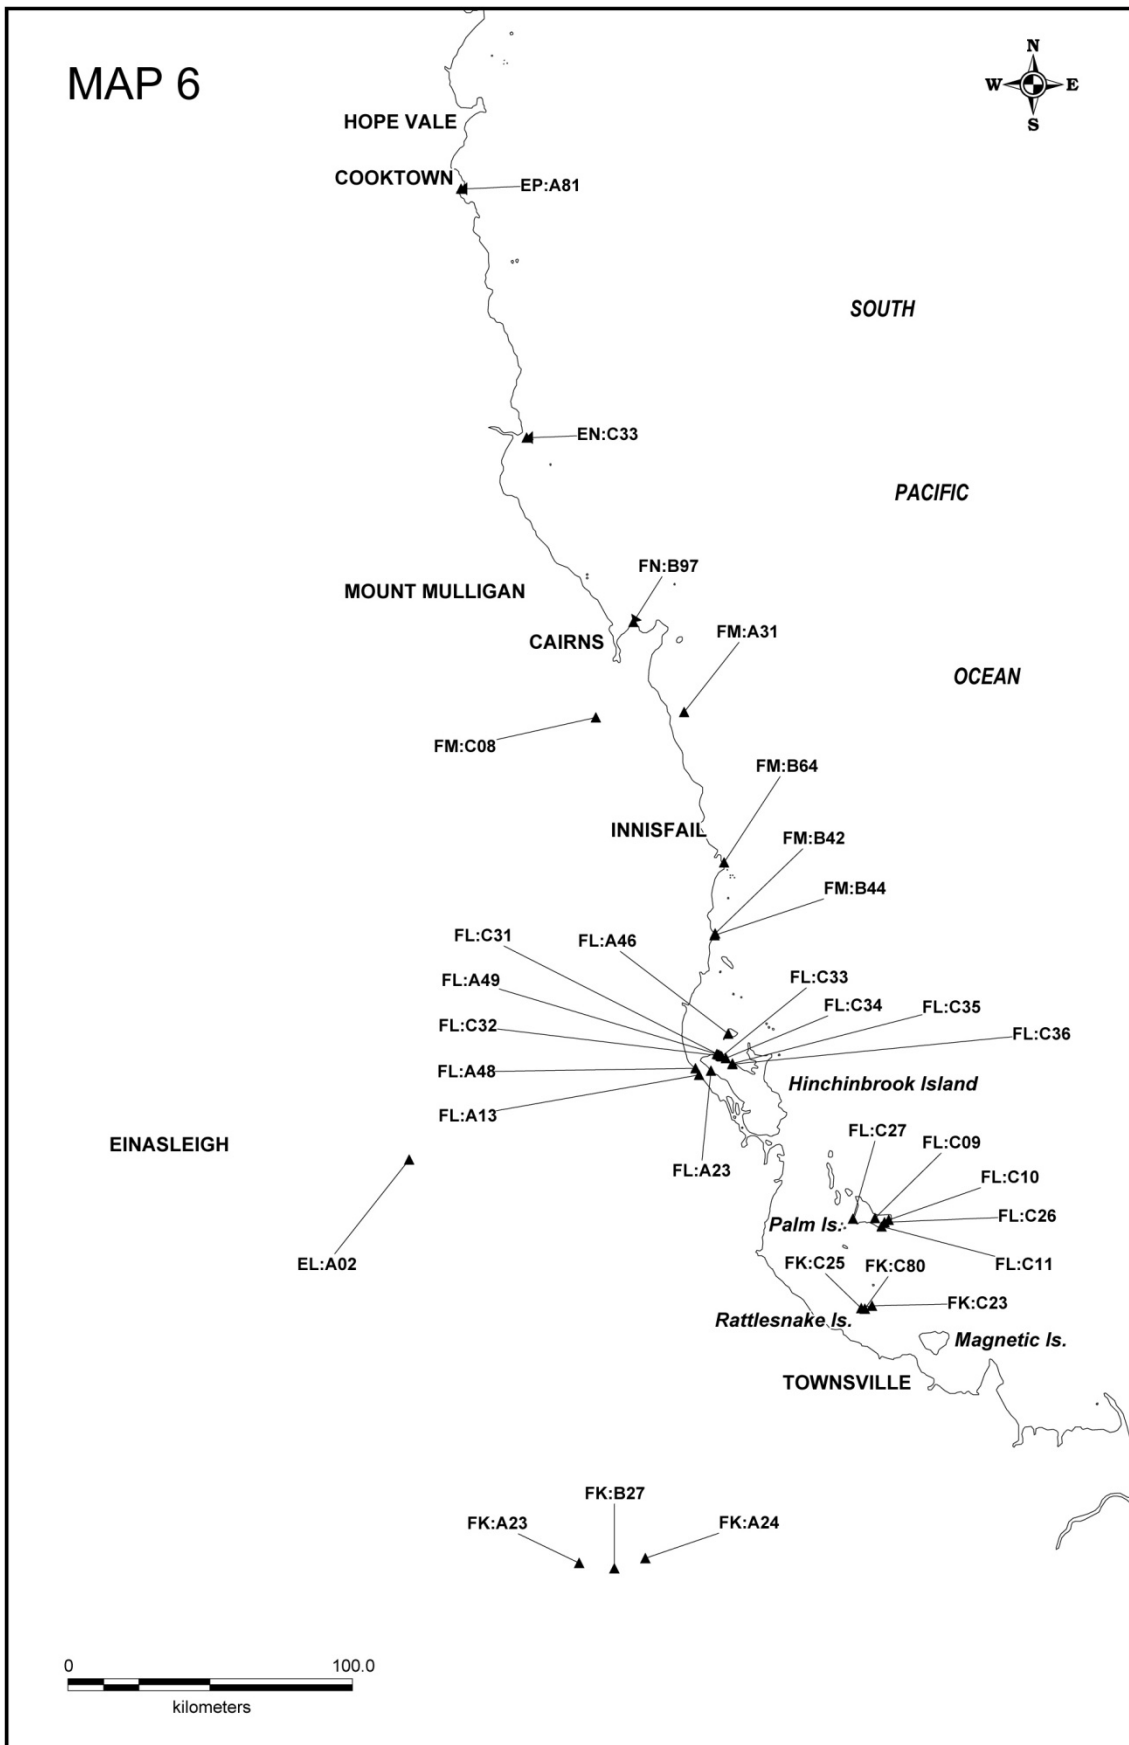 MAP 6
N
W E
S
HOPE VALE
COOKTOWN
EP:A81
SOUTH
EN:C33
PACIFIC
FN:B97
MOUNT MULLIGAN
FM:A31
CAIRNS
OCEAN
FM:C08
FM:B64
INNISFAIL
FM:B42
FM:B44
FL:C31
FL:A46
FL:A49
FL:C33
FL:C34
FL:C35
FL:C32
FL:C36
FL:A48
Hinchinbrook Island
FL:A13
FL:C27
EINASLEIGH
FL:C09
FL:A23
FL:C10
FL:C26
Palm Is.
EL:A02
FK:C25
FL:C11
FK:C80
FK:C23
Rattlesnake Is.
Magnetic Is.
TOWNSVILLE
FK:B27
FK:A23
FK:A24
0 100.0
kilometers